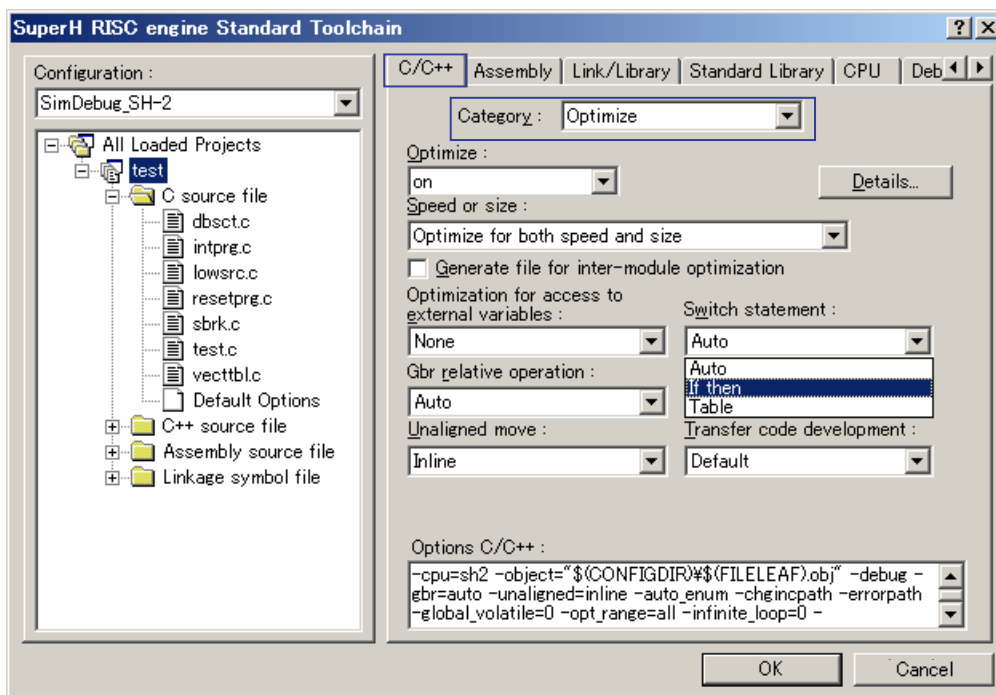 SuperH RISC engine Standard Toolchain
Configuration :
SimDebug_SH-2
All Loaded Projects
test
C source file
dbsct.c
intprg.c
lowsrc.c
resetprg.c
sbrk.c
test.c
vecttbl.c
Default Options
C++ source file
Assembly source file
Linkage symbol file
C/C++ Assembly Link/Library Standard Library CPU Deb
Category : Optimize
Optimize :
on
Details...
Speed or size :
Optimize for both speed and size
Generate file for inter-module optimization
Optimization for access to
external variables :
None
Switch statement :
Auto
Auto
If then
Table
Gbr relative operation :
Auto
Unaligned move :
Inline
Transfer code development :
Default
Options C/C++ :
-cpu=sh2 -object="$(CONFIGDIR)¥$(FILELEAF).obj" -debug -
gbr=auto -unaligned=inline -auto_enum -chgincpath -errorpath
-global_volatile=0 -opt_range=all -infinite_loop=0 -
OK Cancel